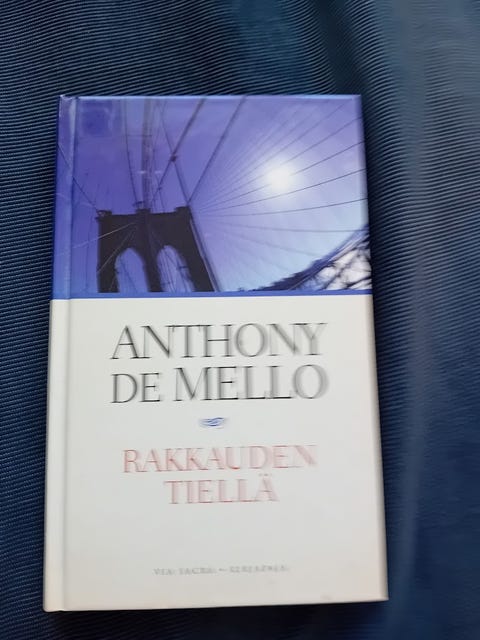 ANTHONY
DE MELLO
RAKKAUDEN
TIELLÄ